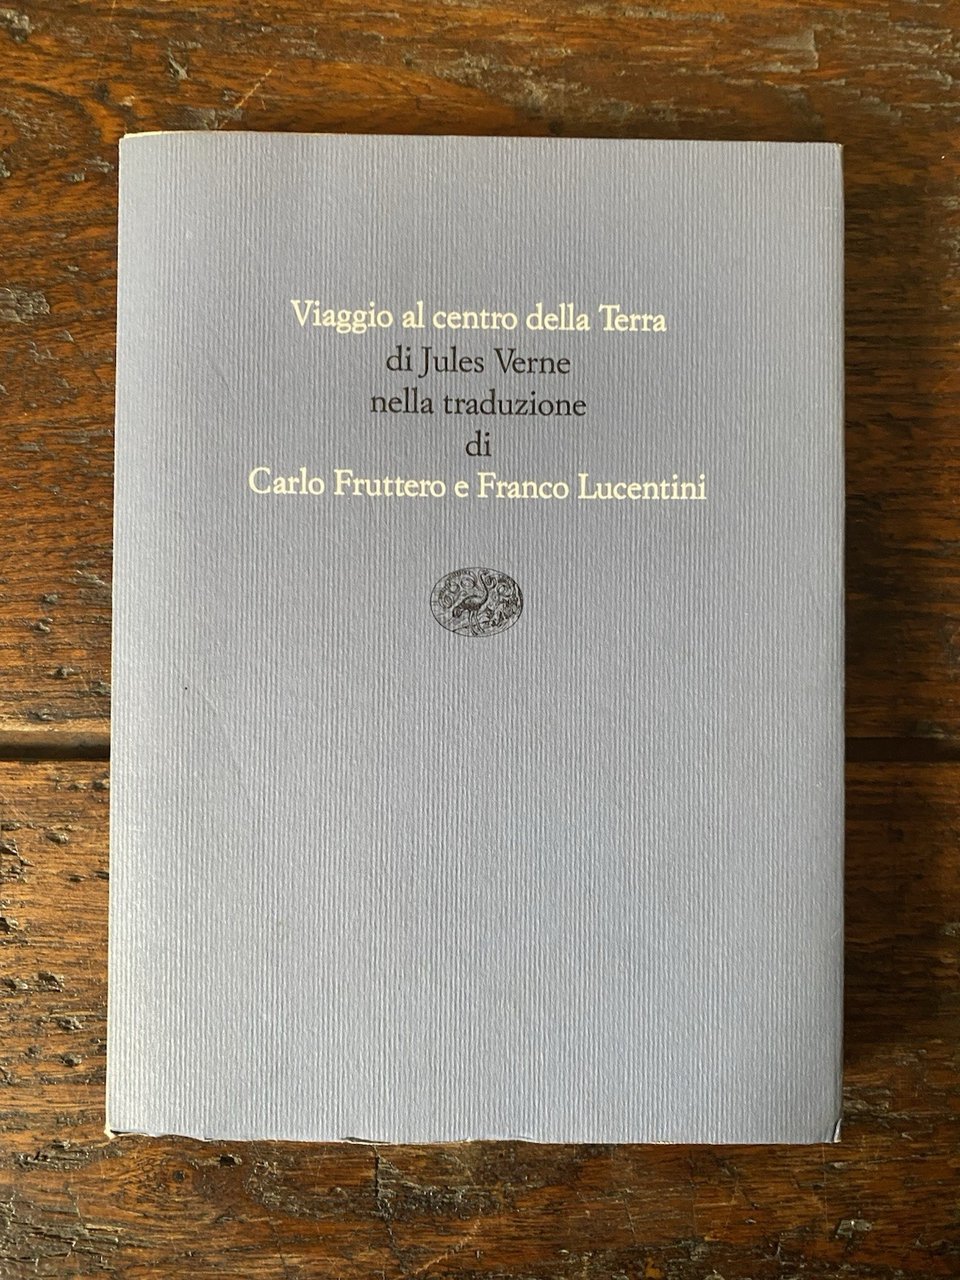 Viaggio al centro della Terra
di Jules Verne
nella traduzione
di
Carlo Fruttero e Franco Lucentini